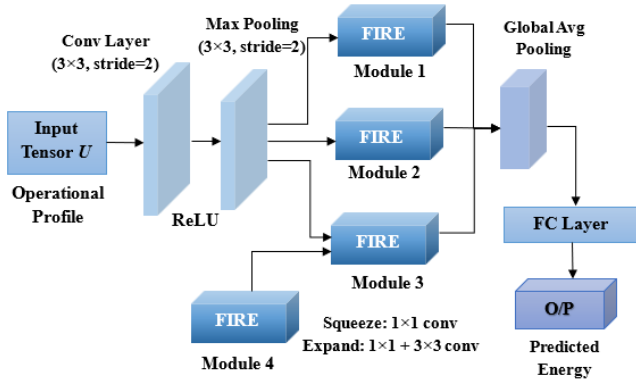 Conv Layer
(3×3, stride=2)
Max Pooling
(3×3, stride=2)
FIRE
Module 1
Global Avg
Pooling
Input
Tensor U
Operational
Profile
ReLU
FIRE
Module 2
FIRE
Module 3
FC Layer
FIRE
Module 4
Squeeze: 1×1 conv
Expand: 1×1 + 3×3 conv
O/P
Predicted
Energy